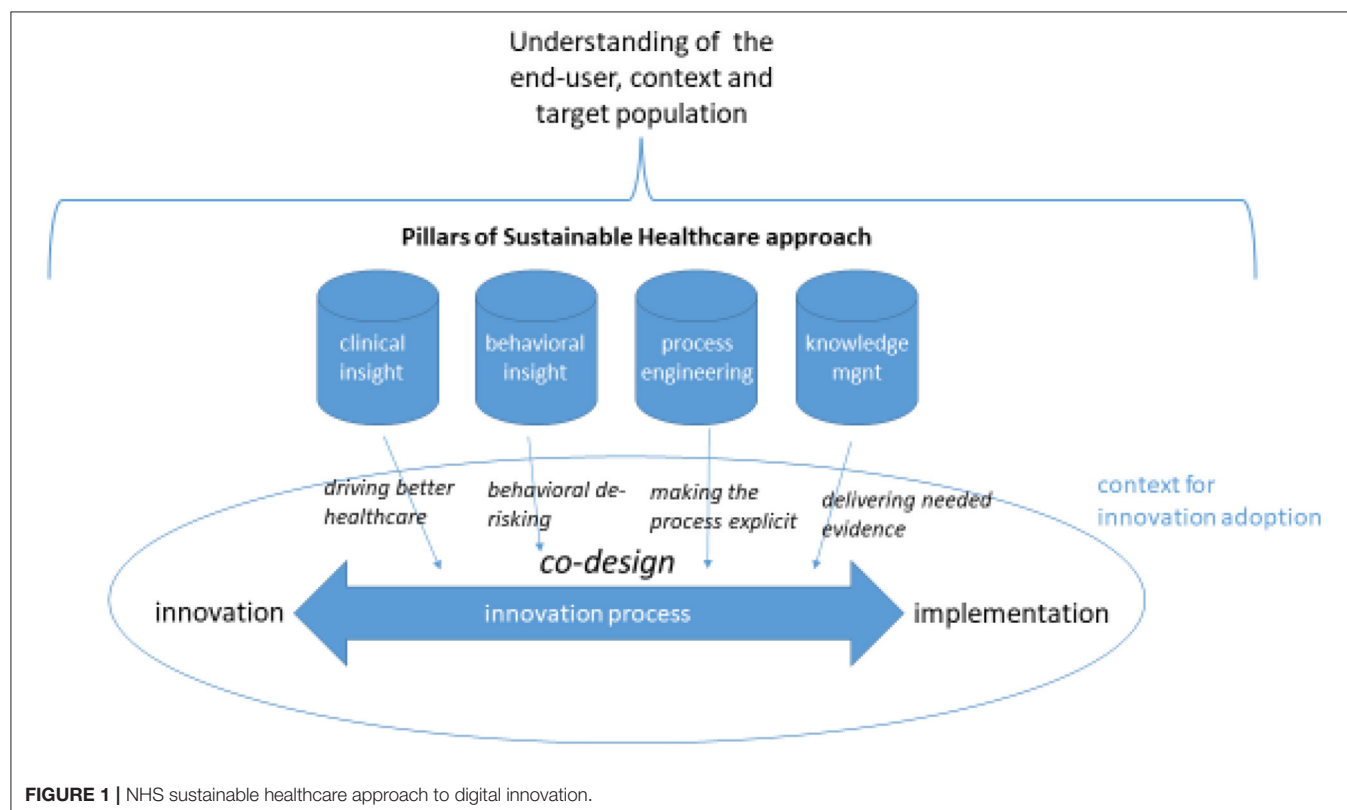 Understanding of the
end-user, context and
target population
Pillars of Sustainable Healthcare approach
clinical
insight
behavioral
insight
process
engineering
knowledge
mgnt
driving better
healthcare
behavioral de-
risking
making the
process explicit
delivering needed
evidence
context for
innovation adoption
co-design
innovation
innovation process
implementation
FIGURE 1 | NHS sustainable healthcare approach to digital innovation.